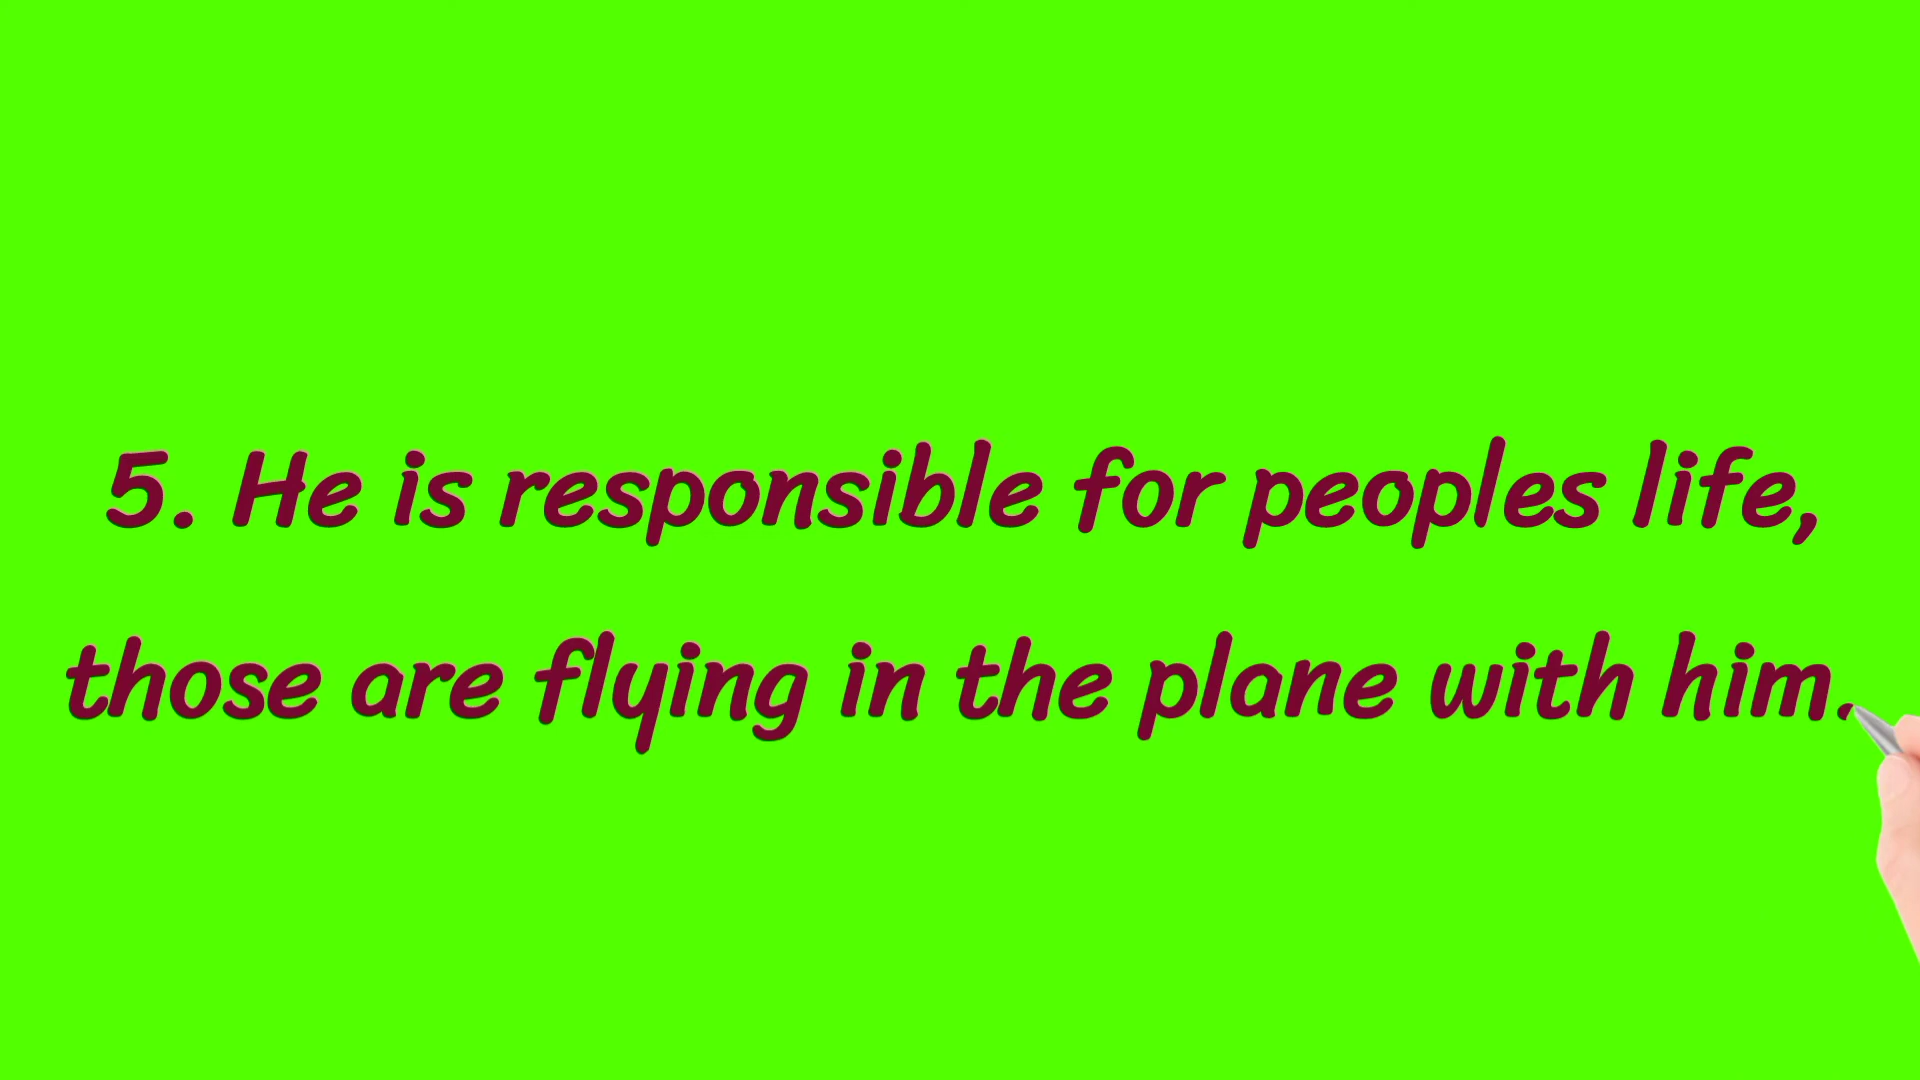 5. He is responsible for peoples life,
those are flying in the plane with him.